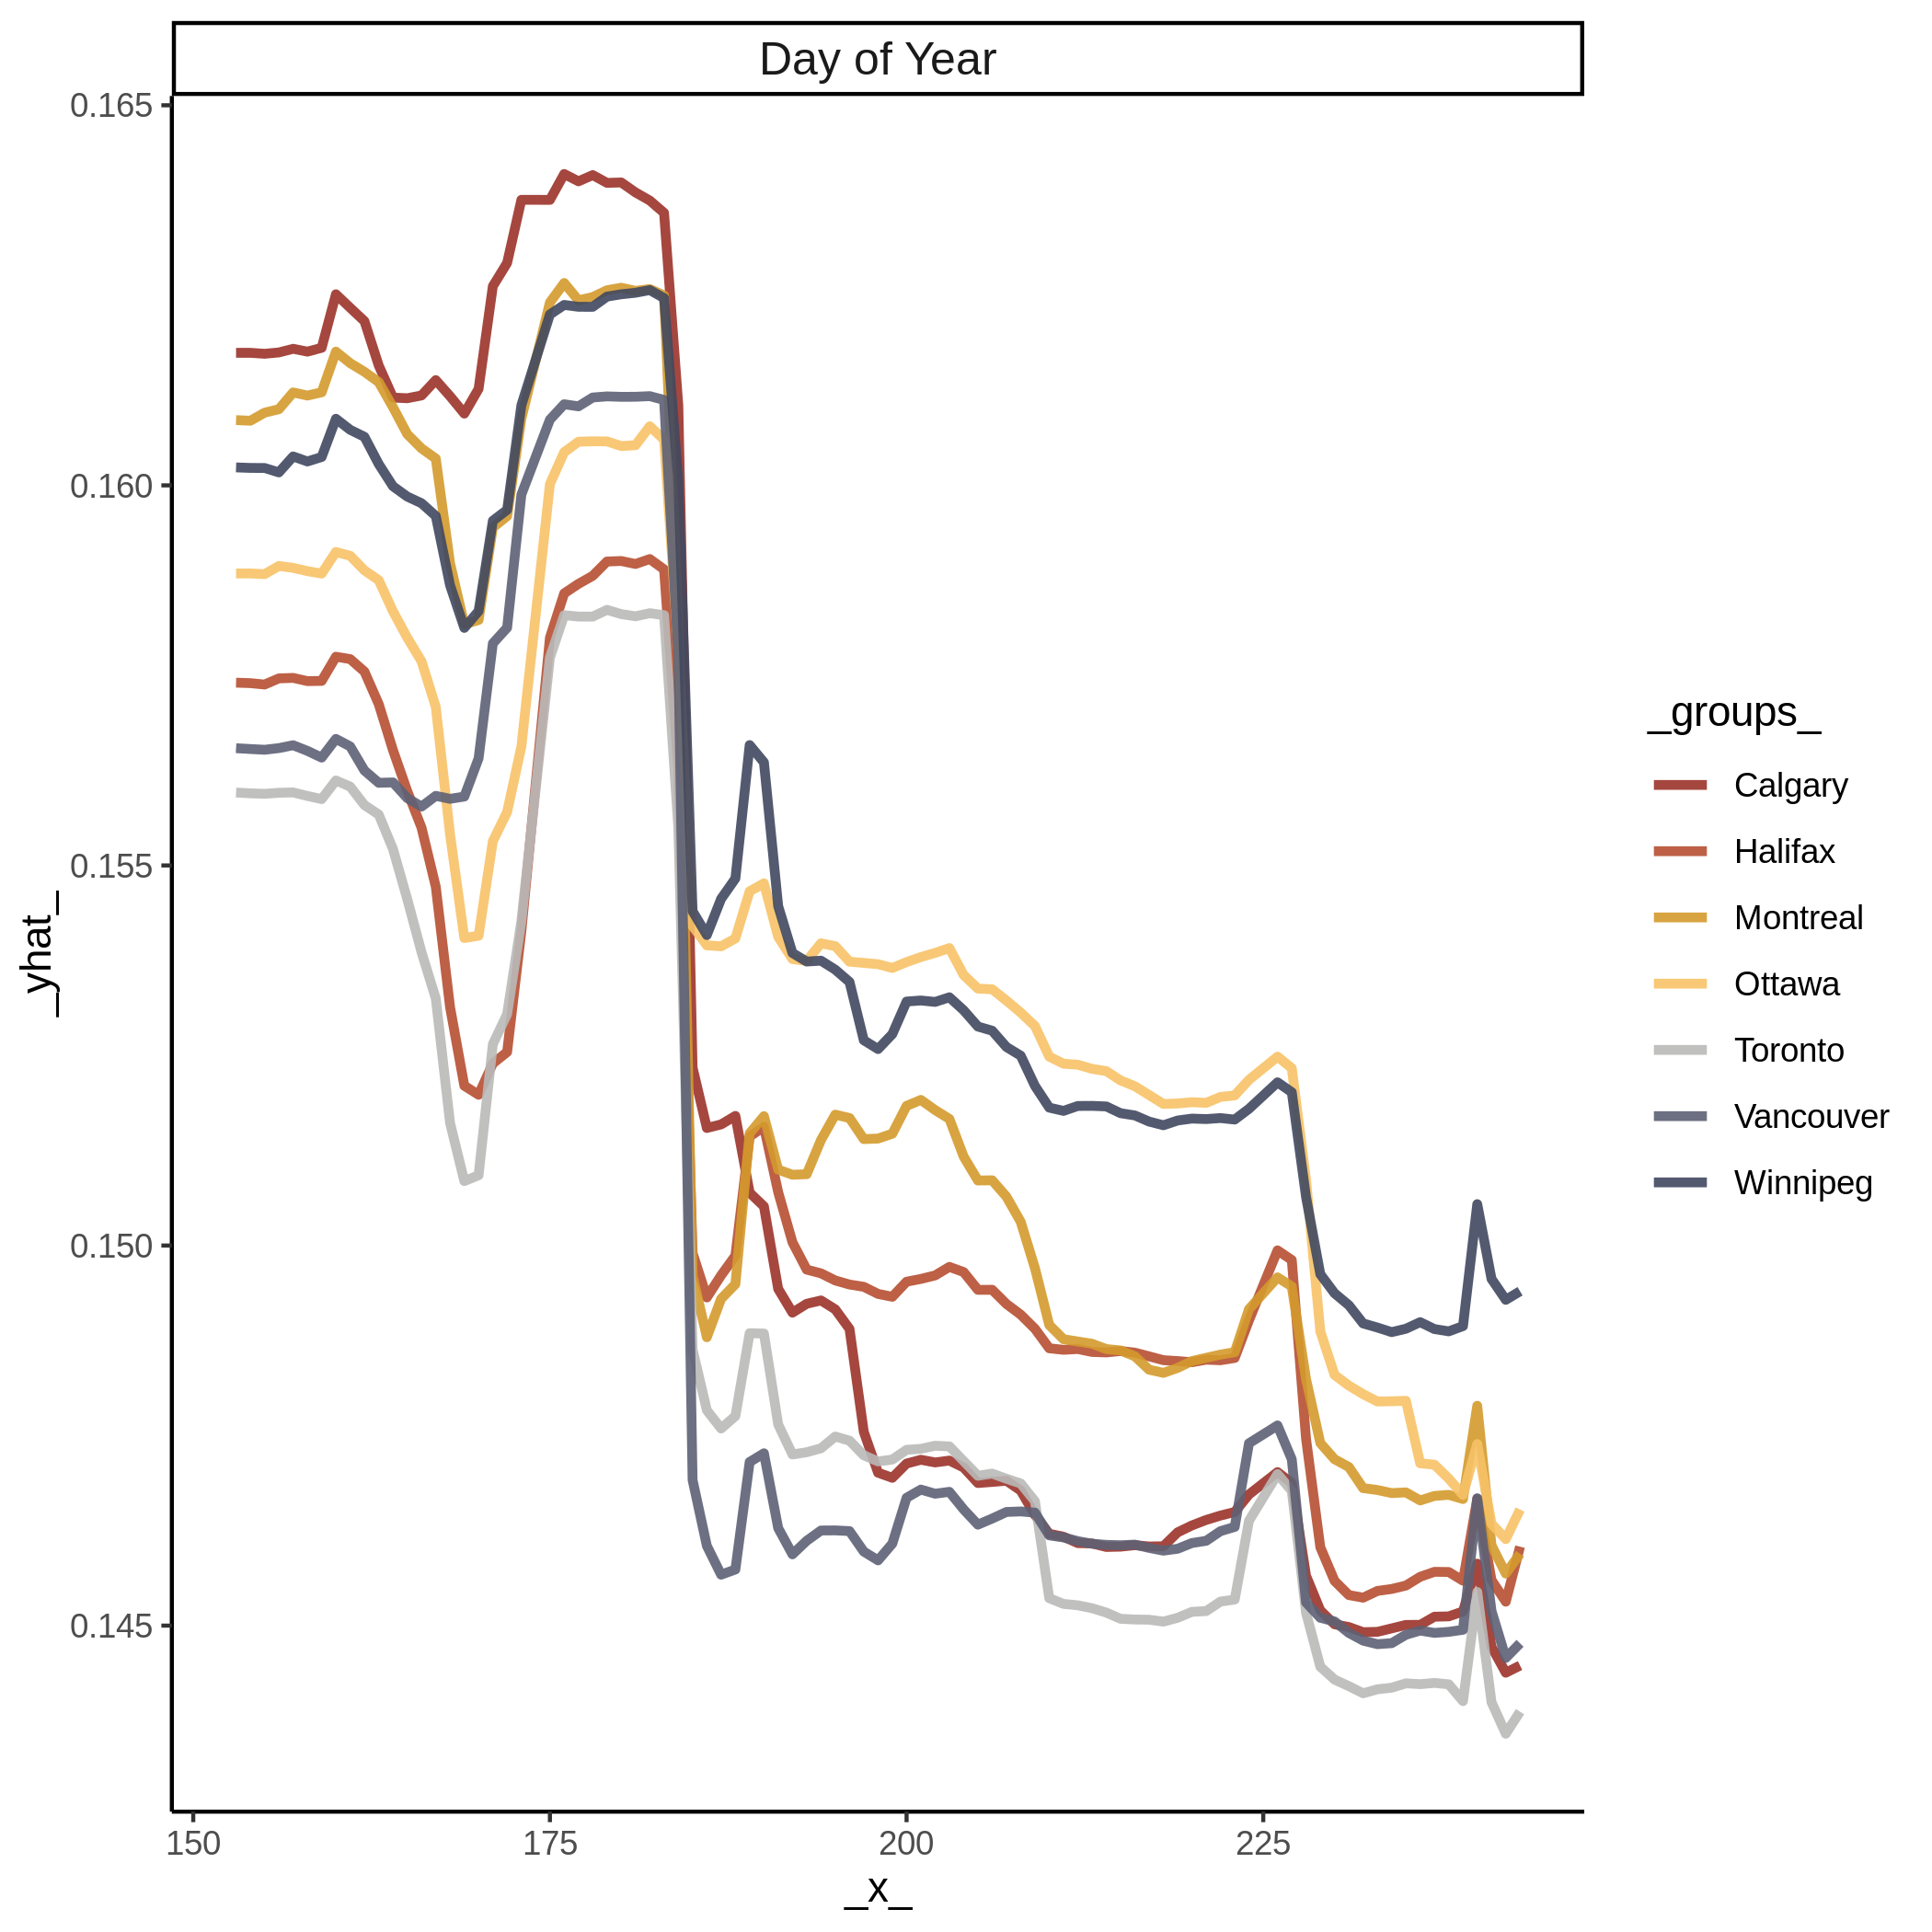 Day of Year
0.165
0.160
0.155
0.150
0.145
_yhat_
150 175 200 225
_x_
_groups_
Calgary
Halifax
Montreal
Ottawa
Toronto
Vancouver
Winnipeg